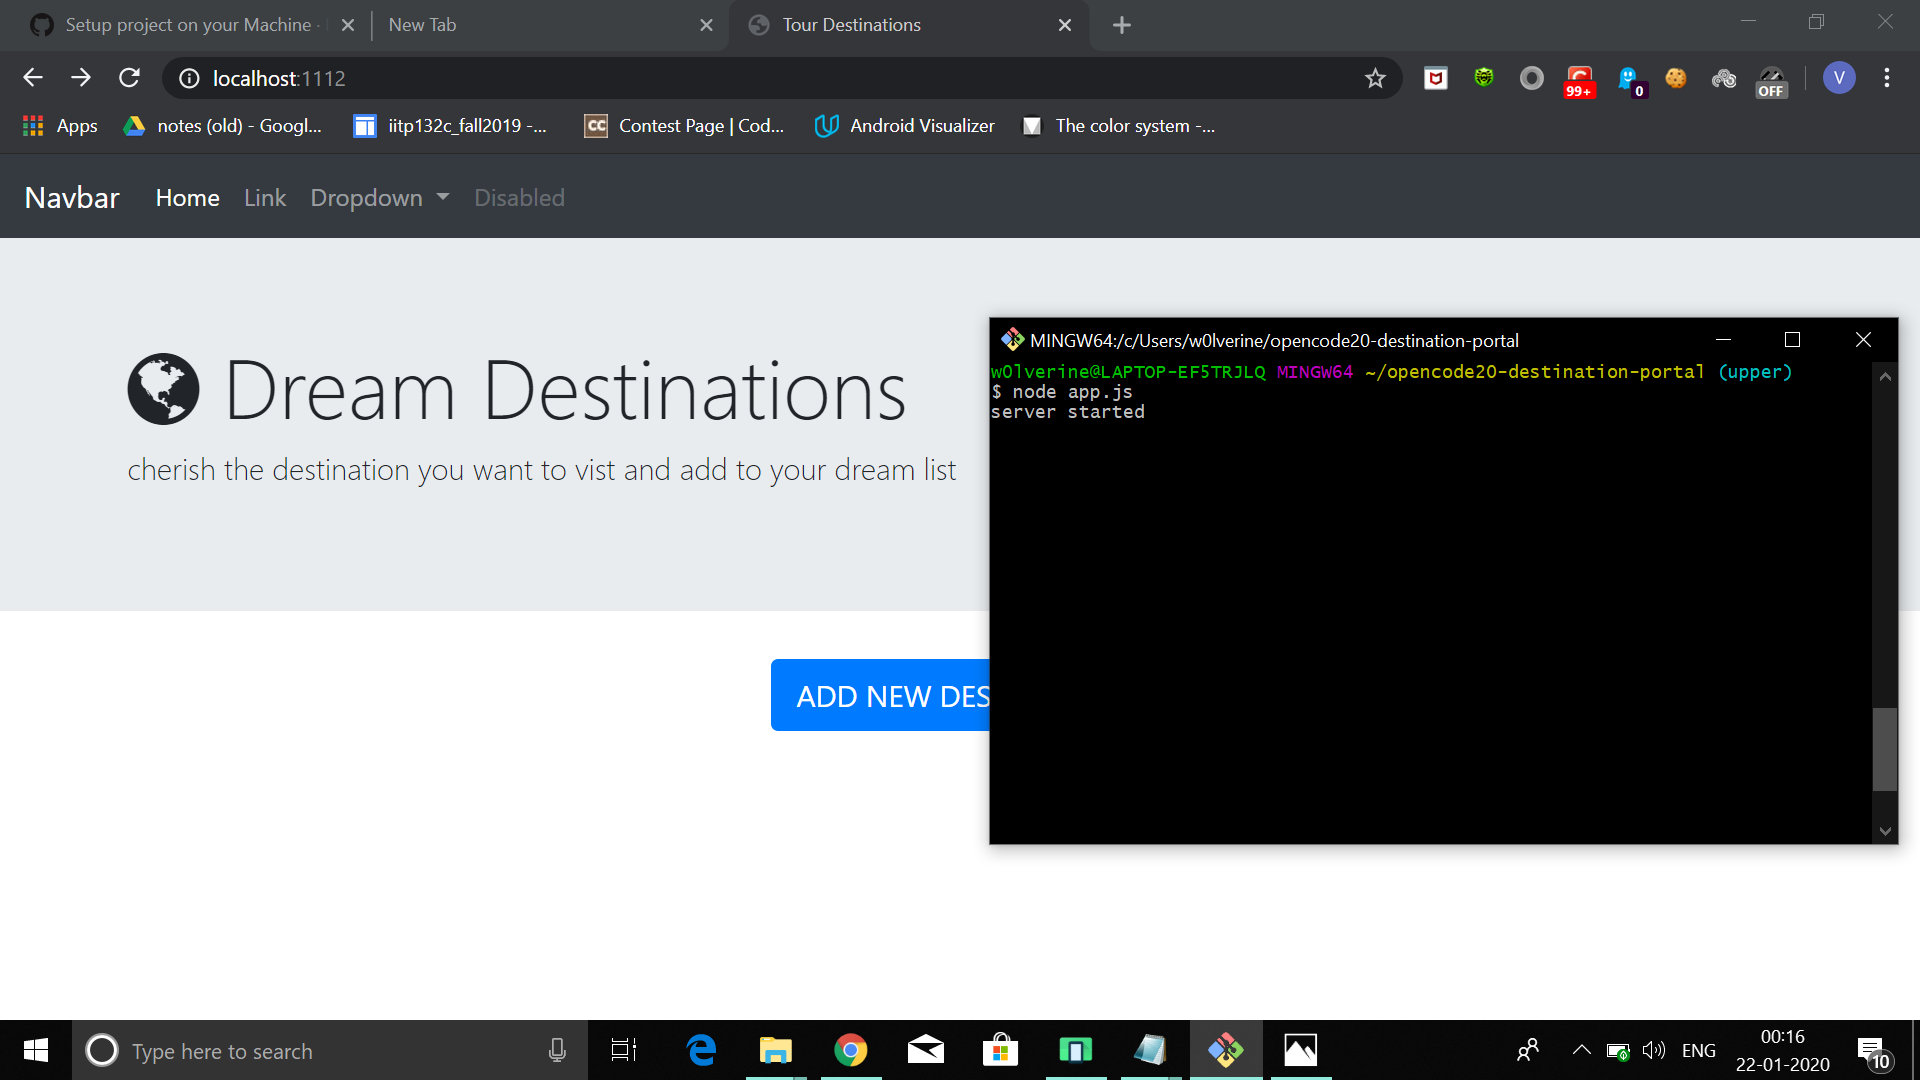 Setup project on your Machine ·
New Tab
Tour Destinations
localhost:1112
99+
0
OFF
V
Apps
notes (old) - Googl...
iitp132c_fall2019 -...
CC
Contest Page | Cod...
Android Visualizer
The color system -...
Navbar
Home
Link
Dropdown
Disabled
Dream Destinations
cherish the destination you want to vist and add to your dream list
ADD NEW DES
MINGW64:/c/Users/w0lverine/opencode20-destination-portal
w0lverine@LAPTOP-EF5TRJLQ MINGW64 ~/opencode20-destination-portal (upper)
$ node app.js
server started
Type here to search
ENG
00:16
22-01-2020
10